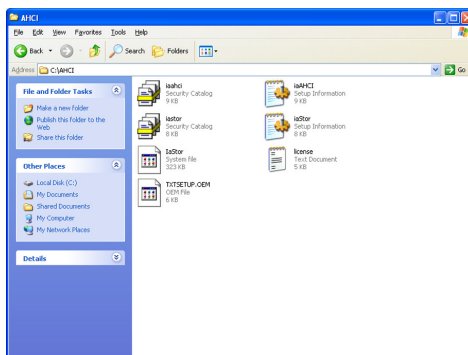 AHCI
File Edit View Favorites Tools Help
Back Search Folders
Address C:\AHCI Go
File and Folder Tasks
Make a new folder
Publish this folder to the
Web
Share this folder
Other Places
Local Disk (C:)
My Documents
Shared Documents
My Computer
My Network Places
Details
iaahci
Security Catalog
9 KB
iaAHCI
Setup Information
9 KB
iastor
Security Catalog
8 KB
iaStor
Setup Information
8 KB
IaStor
System file
323 KB
license
Text Document
5 KB
TXTSETUP.OEM
OEM File
6 KB